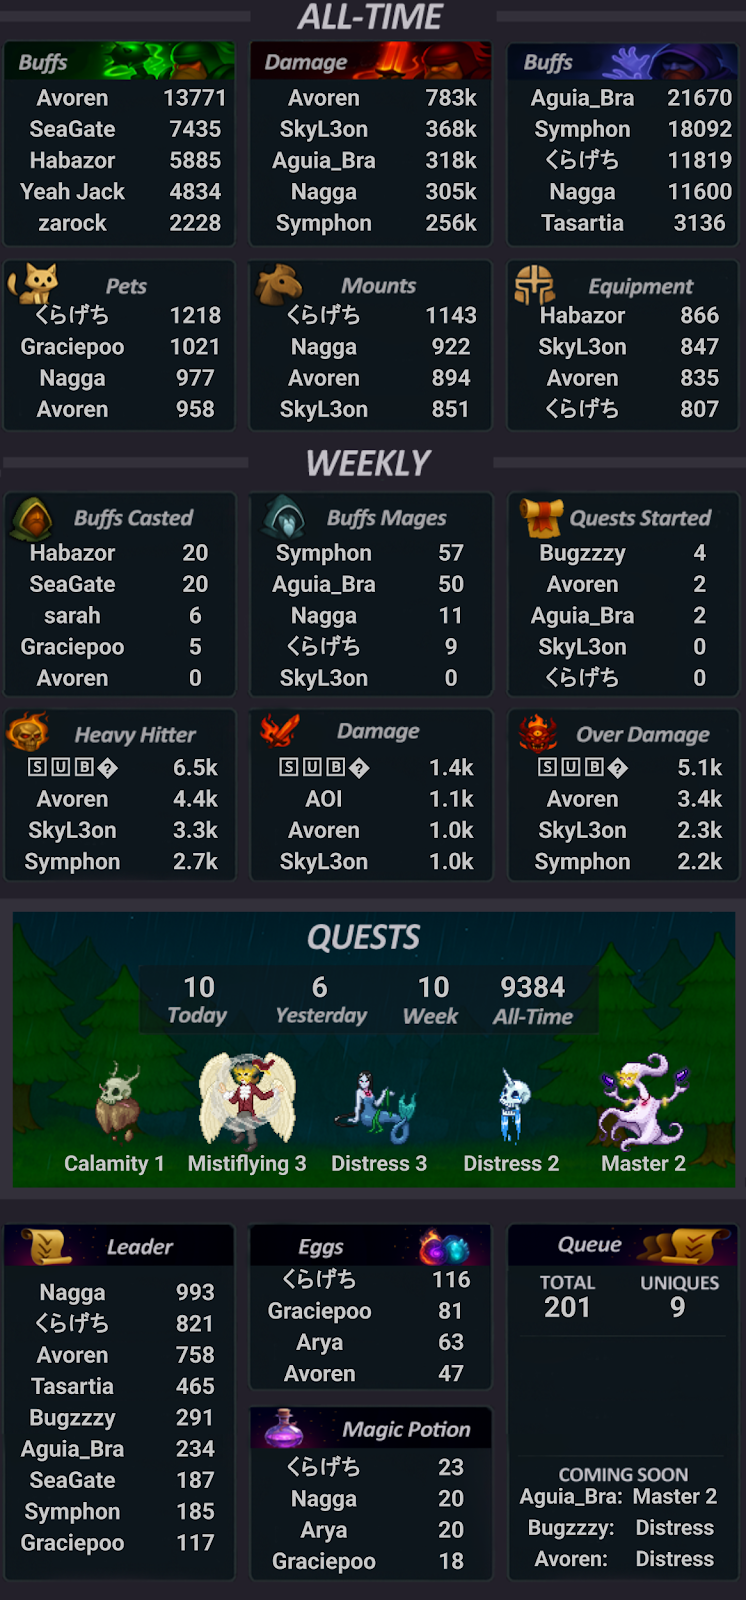 ALL-TIME
Buffs
Avoren 13771
SeaGate 7435
Habazor 5885
Yeah Jack 4834
zarock 2228
Damage
Avoren 783k
SkyL3on 368k
Aguia_Bra 318k
Nagga 305k
Symphon 256k
Buffs
Aguia_Bra 21670
Symphon 18092
くらげち 11819
Nagga 11600
Tasartia 3136
Pets
くらげち 1218
Graciepoo 1021
Nagga 977
Avoren 958
Mounts
くらげち 1143
Nagga 922
Avoren 894
SkyL3on 851
Equipment
Habazor 866
SkyL3on 847
Avoren 835
くらげち 807
WEEKLY
Buffs Casted
Habazor 20
SeaGate 20
sarah 6
Graciepoo 5
Avoren 0
Buffs Mages
Symphon 57
Aguia_Bra 50
Nagga 11
くらげち 9
SkyL3on 0
Quests Started
Bugzzzy 4
Avoren 2
Aguia_Bra 2
SkyL3on 0
くらげち 0
Heavy Hitter
🅂🅄🄱� 6.5k
Avoren 4.4k
SkyL3on 3.3k
Symphon 2.7k
Damage
🅂🅄🄱� 1.4k
AOI 1.1k
Avoren 1.0k
SkyL3on 1.0k
Over Damage
🅂🅄🄱� 5.1k
Avoren 3.4k
SkyL3on 2.3k
Symphon 2.2k
QUESTS
10 6 10 9384
Today Yesterday Week All-Time
Calamity 1 Mistiflying 3 Distress 3 Distress 2 Master 2
Leader
Nagga 993
くらげち 821
Avoren 758
Tasartia 465
Bugzzzy 291
Aguia_Bra 234
SeaGate 187
Symphon 185
Graciepoo 117
Eggs
くらげち 116
Graciepoo 81
Arya 63
Avoren 47
Magic Potion
くらげち 23
Nagga 20
Arya 20
Graciepoo 18
Queue
TOTAL UNIQUES
201 9
COMING SOON
Aguia_Bra: Master 2
Bugzzzy: Distress
Avoren: Distress